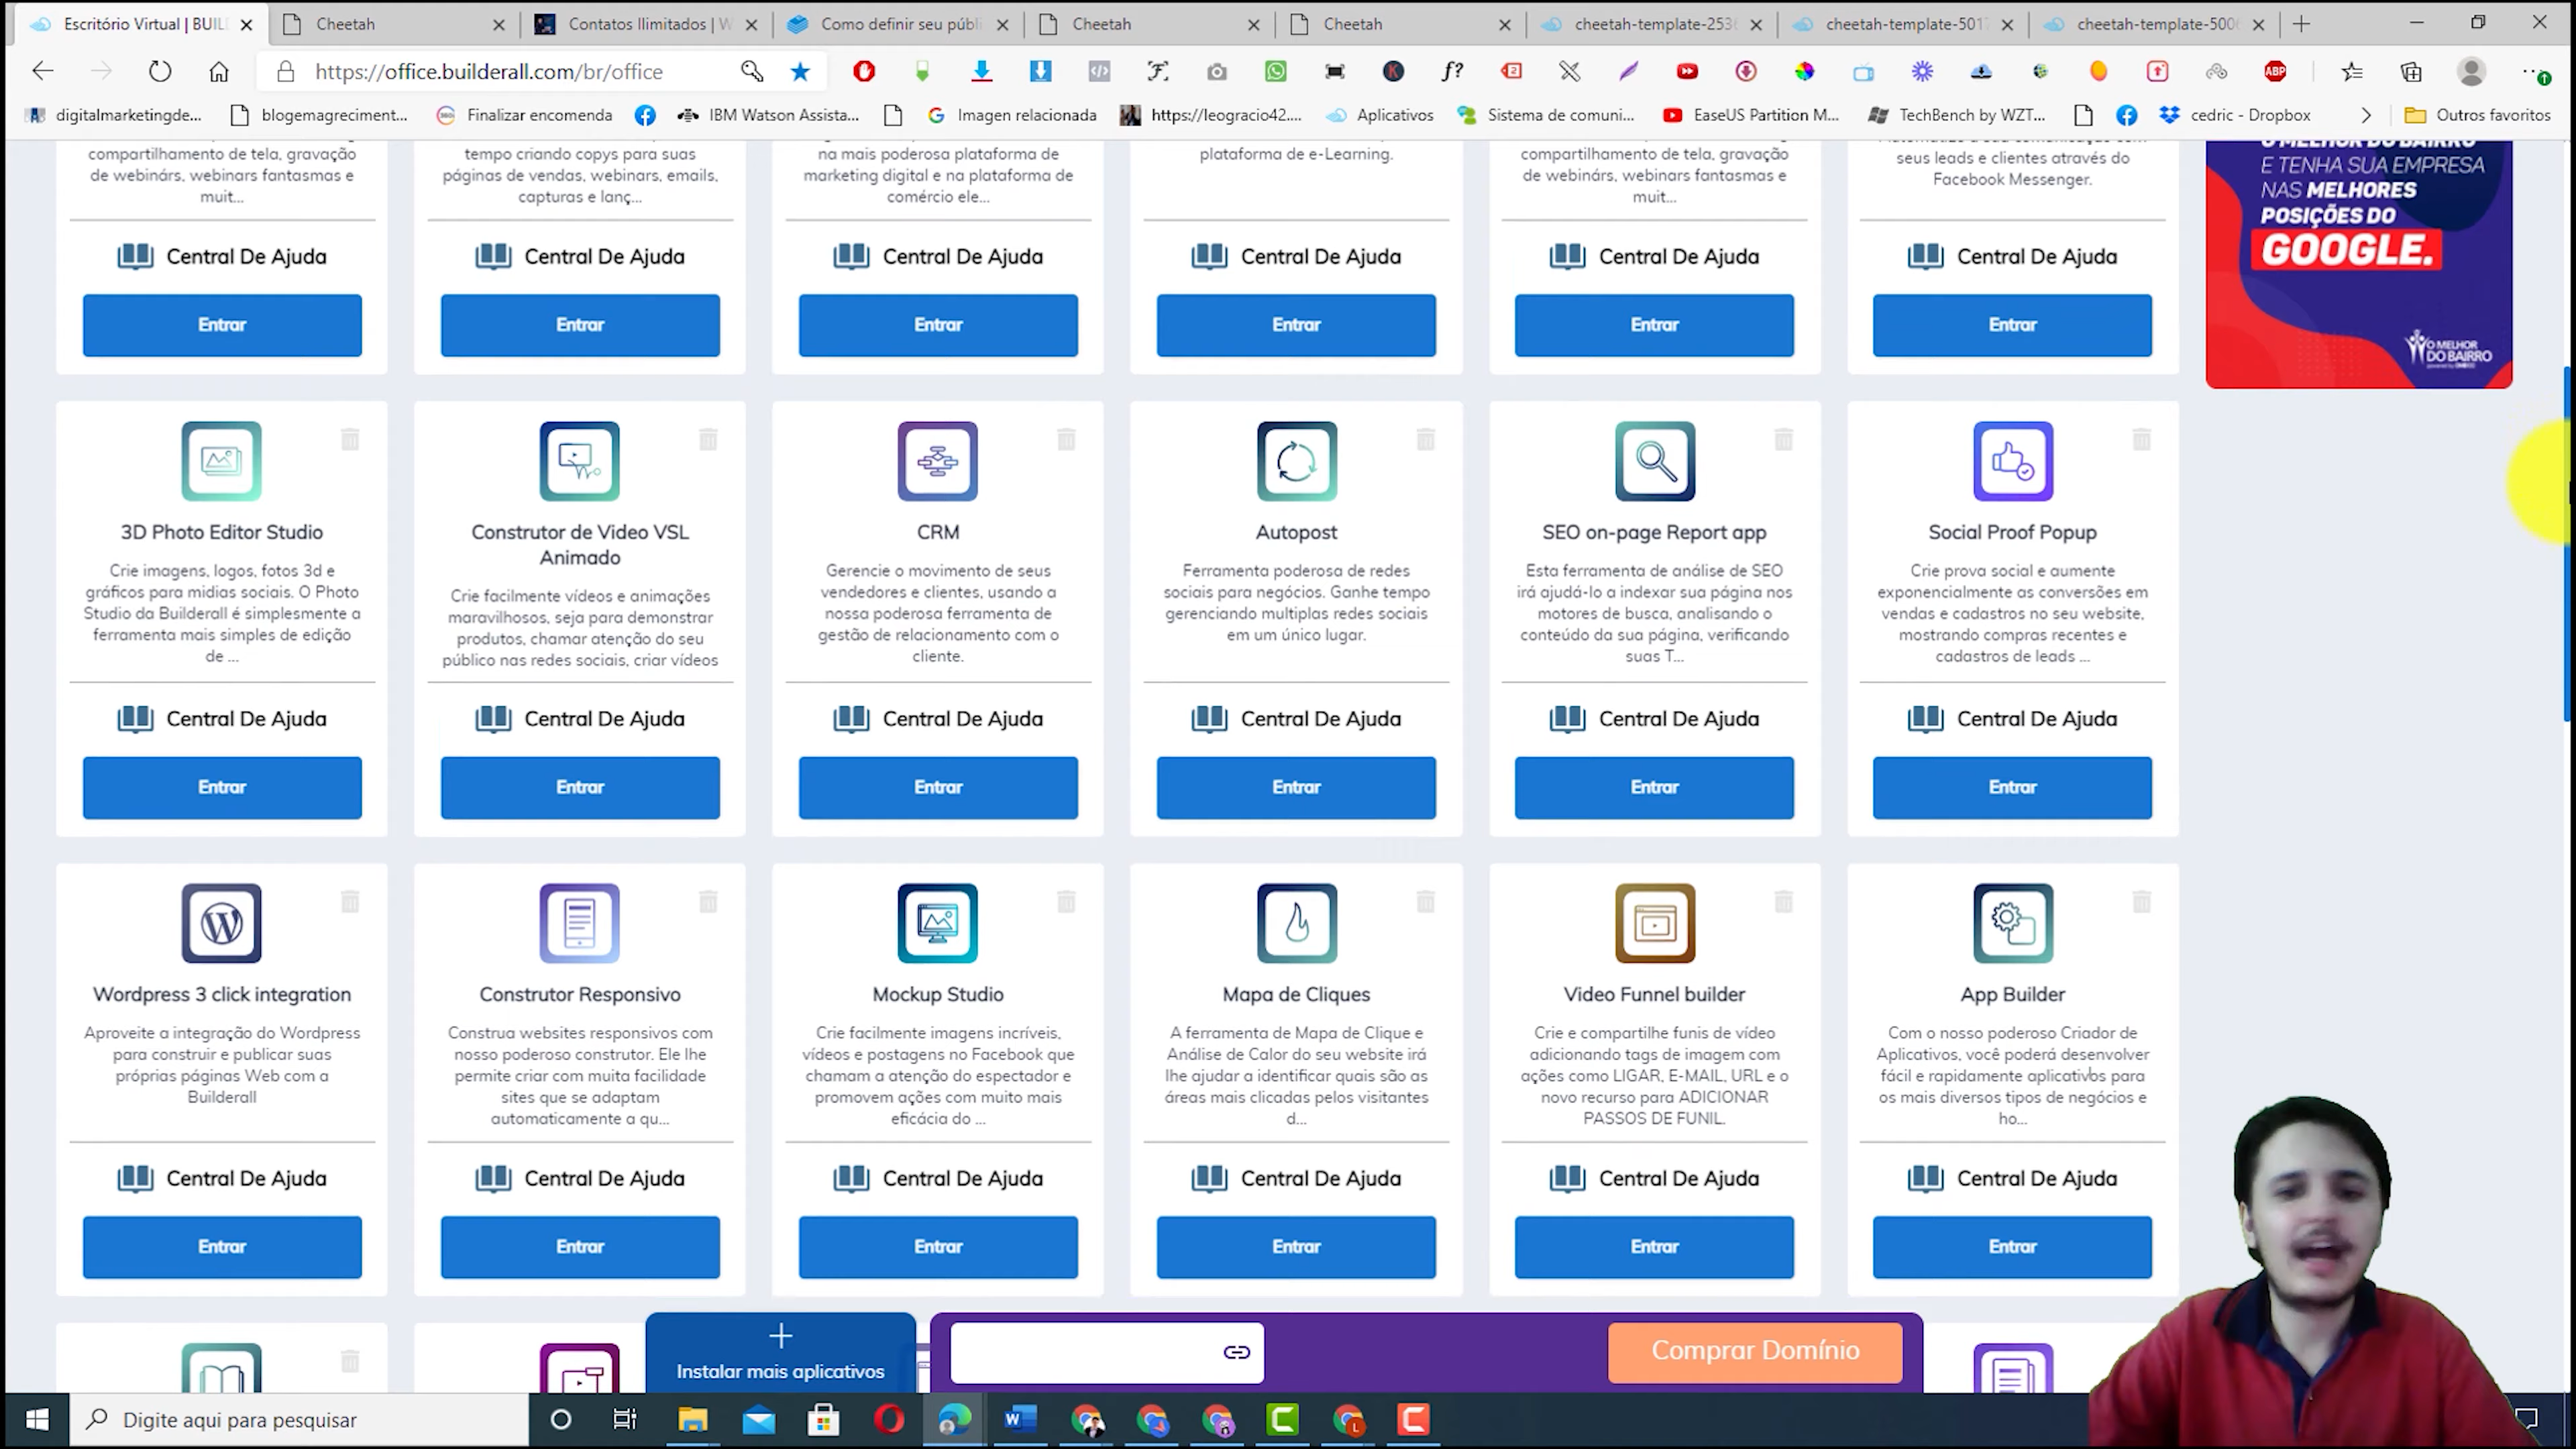 Escritório Virtual | BUIL
Cheetah
Contatos Ilimitados | W
Como definir seu públi
Cheetah
Cheetah
cheetah-template-253
cheetah-template-501
cheetah-template-500
https://office.builderall.com/br/office
f?
ABP
digitalmarketingde...
blogemagreciment...
Finalizar encomenda
IBM Watson Assista...
Imagen relacionada
https://leogracio42....
Aplicativos
Sistema de comuni...
EaseUS Partition M...
TechBench by WZT...
cedric - Dropbox
Outros favoritos
compartilhamento de tela, gravação
de webinárs, webinars fantasmas e
muit...
Central De Ajuda
Entrar
tempo criando copys para suas
páginas de vendas, webinars, emails,
capturas e lanç...
Central De Ajuda
Entrar
na mais poderosa plataforma de
marketing digital e na plataforma de
comércio ele...
Central De Ajuda
Entrar
plataforma de e-Learning.
Central De Ajuda
Entrar
compartilhamento de tela, gravação
de webinárs, webinars fantasmas e
muit...
Central De Ajuda
Entrar
seus leads e clientes através do
Facebook Messenger.
Central De Ajuda
Entrar
O MELHOR DO BAIRRO
E TENHA SUA EMPRESA
NAS MELHORES
POSIÇÕES DO
GOOGLE.
O MELHOR
DO BAIRRO
3D Photo Editor Studio
Crie imagens, logos, fotos 3d e
gráficos para midias sociais. O Photo
Studio da Builderall é simplesmente a
ferramenta mais simples de edição
de ...
Central De Ajuda
Entrar
Construtor de Video VSL
Animado
Crie facilmente vídeos e animações
maravilhosos, seja para demonstrar
produtos, chamar atenção do seu
público nas redes sociais, criar vídeos
Central De Ajuda
Entrar
CRM
Gerencie o movimento de seus
vendedores e clientes, usando a
nossa poderosa ferramenta de
gestão de relacionamento com o
cliente.
Central De Ajuda
Entrar
Autopost
Ferramenta poderosa de redes
sociais para negócios. Ganhe tempo
gerenciando multiplas redes sociais
em um único lugar.
Central De Ajuda
Entrar
SEO on-page Report app
Esta ferramenta de análise de SEO
irá ajudá-lo a indexar sua página nos
motores de busca, analisando o
conteúdo da sua página, verificando
suas T...
Central De Ajuda
Entrar
Social Proof Popup
Crie prova social e aumente
exponencialmente as conversões em
vendas e cadastros no seu website,
mostrando compras recentes e
cadastros de leads ...
Central De Ajuda
Entrar
Wordpress 3 click integration
Aproveite a integração do Wordpress
para construir e publicar suas
próprias páginas Web com a
Builderall
Central De Ajuda
Entrar
Construtor Responsivo
Construa websites responsivos com
nosso poderoso construtor. Ele lhe
permite criar com muita facilidade
sites que se adaptam
automaticamente a qu...
Central De Ajuda
Entrar
Mockup Studio
Crie facilmente imagens incríveis,
vídeos e postagens no Facebook que
chamam a atenção do espectador e
promovem ações com muito mais
eficácia do ...
Central De Ajuda
Entrar
Mapa de Cliques
A ferramenta de Mapa de Clique e
Análise de Calor do seu website irá
lhe ajudar a identificar quais são as
áreas mais clicadas pelos visitantes
d...
Central De Ajuda
Entrar
Video Funnel builder
Crie e compartilhe funis de vídeo
adicionando tags de imagem com
ações como LIGAR, E-MAIL, URL e o
novo recurso para ADICIONAR
PASSOS DE FUNIL.
Central De Ajuda
Entrar
App Builder
Com o nosso poderoso Criador de
Aplicativos, você poderá desenvolver
fácil e rapidamente aplicativos para
os mais diversos tipos de negócios e
ho...
Central De Ajuda
Entrar
Instalar mais aplicativos
Comprar Domínio
Digite aqui para pesquisar